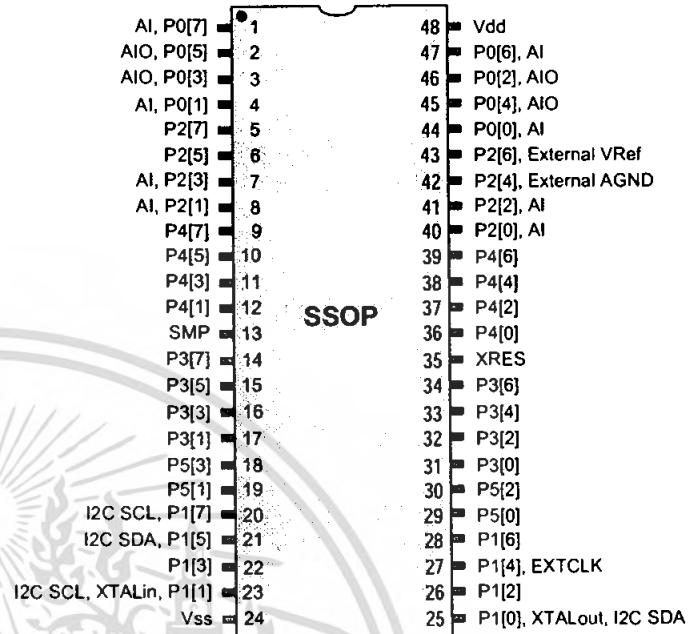 AI, P0[7] 1 48 Vdd
AIO, P0[5] 2 47 P0[6], AI
AIO, P0[3] 3 46 P0[2], AIO
AI, P0[1] 4 45 P0[4], AIO
P2[7] 5 44 P0[0], AI
P2[5] 6 43 P2[6], External VRef
AI, P2[3] 7 42 P2[4], External AGND
AI, P2[1] 8 41 P2[2], AI
P4[7] 9 40 P2[0], AI
P4[5] 10 39 P4[6]
P4[3] 11 38 P4[4]
P4[1] 12 37 P4[2]
SSOP
SMP 13 36 P4[0]
P3[7] 14 35 XRES
P3[5] 15 34 P3[6]
P3[3] 16 33 P3[4]
P3[1] 17 32 P3[2]
P5[3] 18 31 P3[0]
P5[1] 19 30 P5[2]
I2C SCL, P1[7] 20 29 P5[0]
I2C SDA, P1[5] 21 28 P1[6]
P1[3] 22 27 P1[4], EXTCLK
I2C SCL, XTALin, P1[1] 23 26 P1[2]
Vss 24 25 P1[0], XTALout, I2C SDA